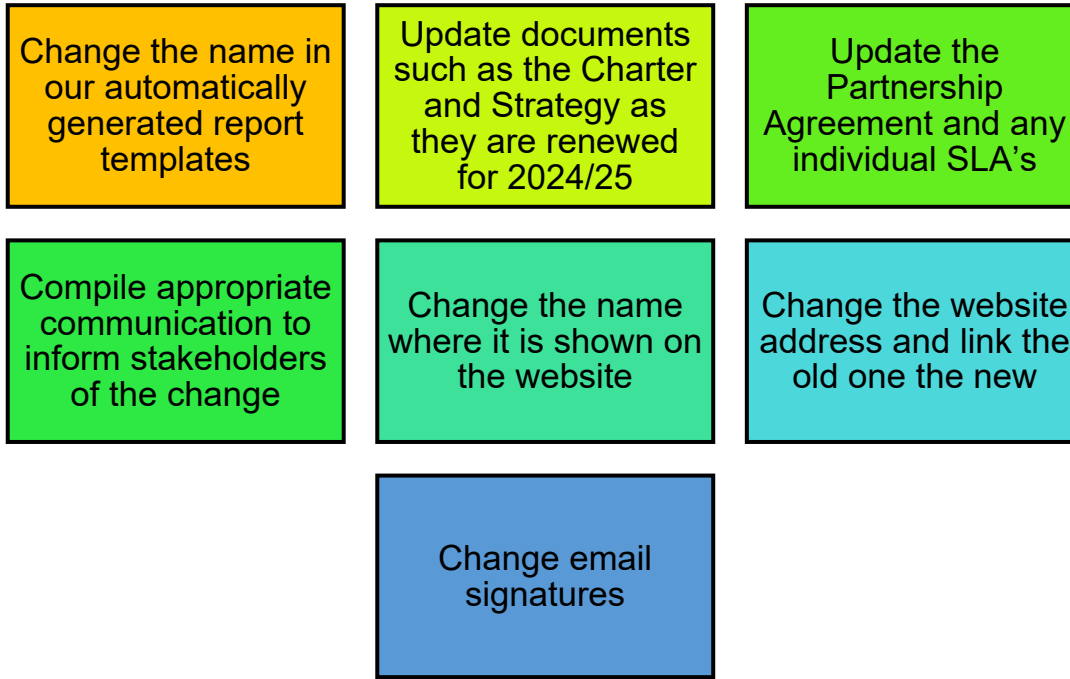 Change the name in
our automatically
generated report
templates
Update documents
such as the Charter
and Strategy as
they are renewed
for 2024/25
Update the
Partnership
Agreement and any
individual SLA’s
Compile appropriate
communication to
inform stakeholders
of the change
Change the name
where it is shown on
the website
Change the website
address and link the
old one the new
Change email
signatures